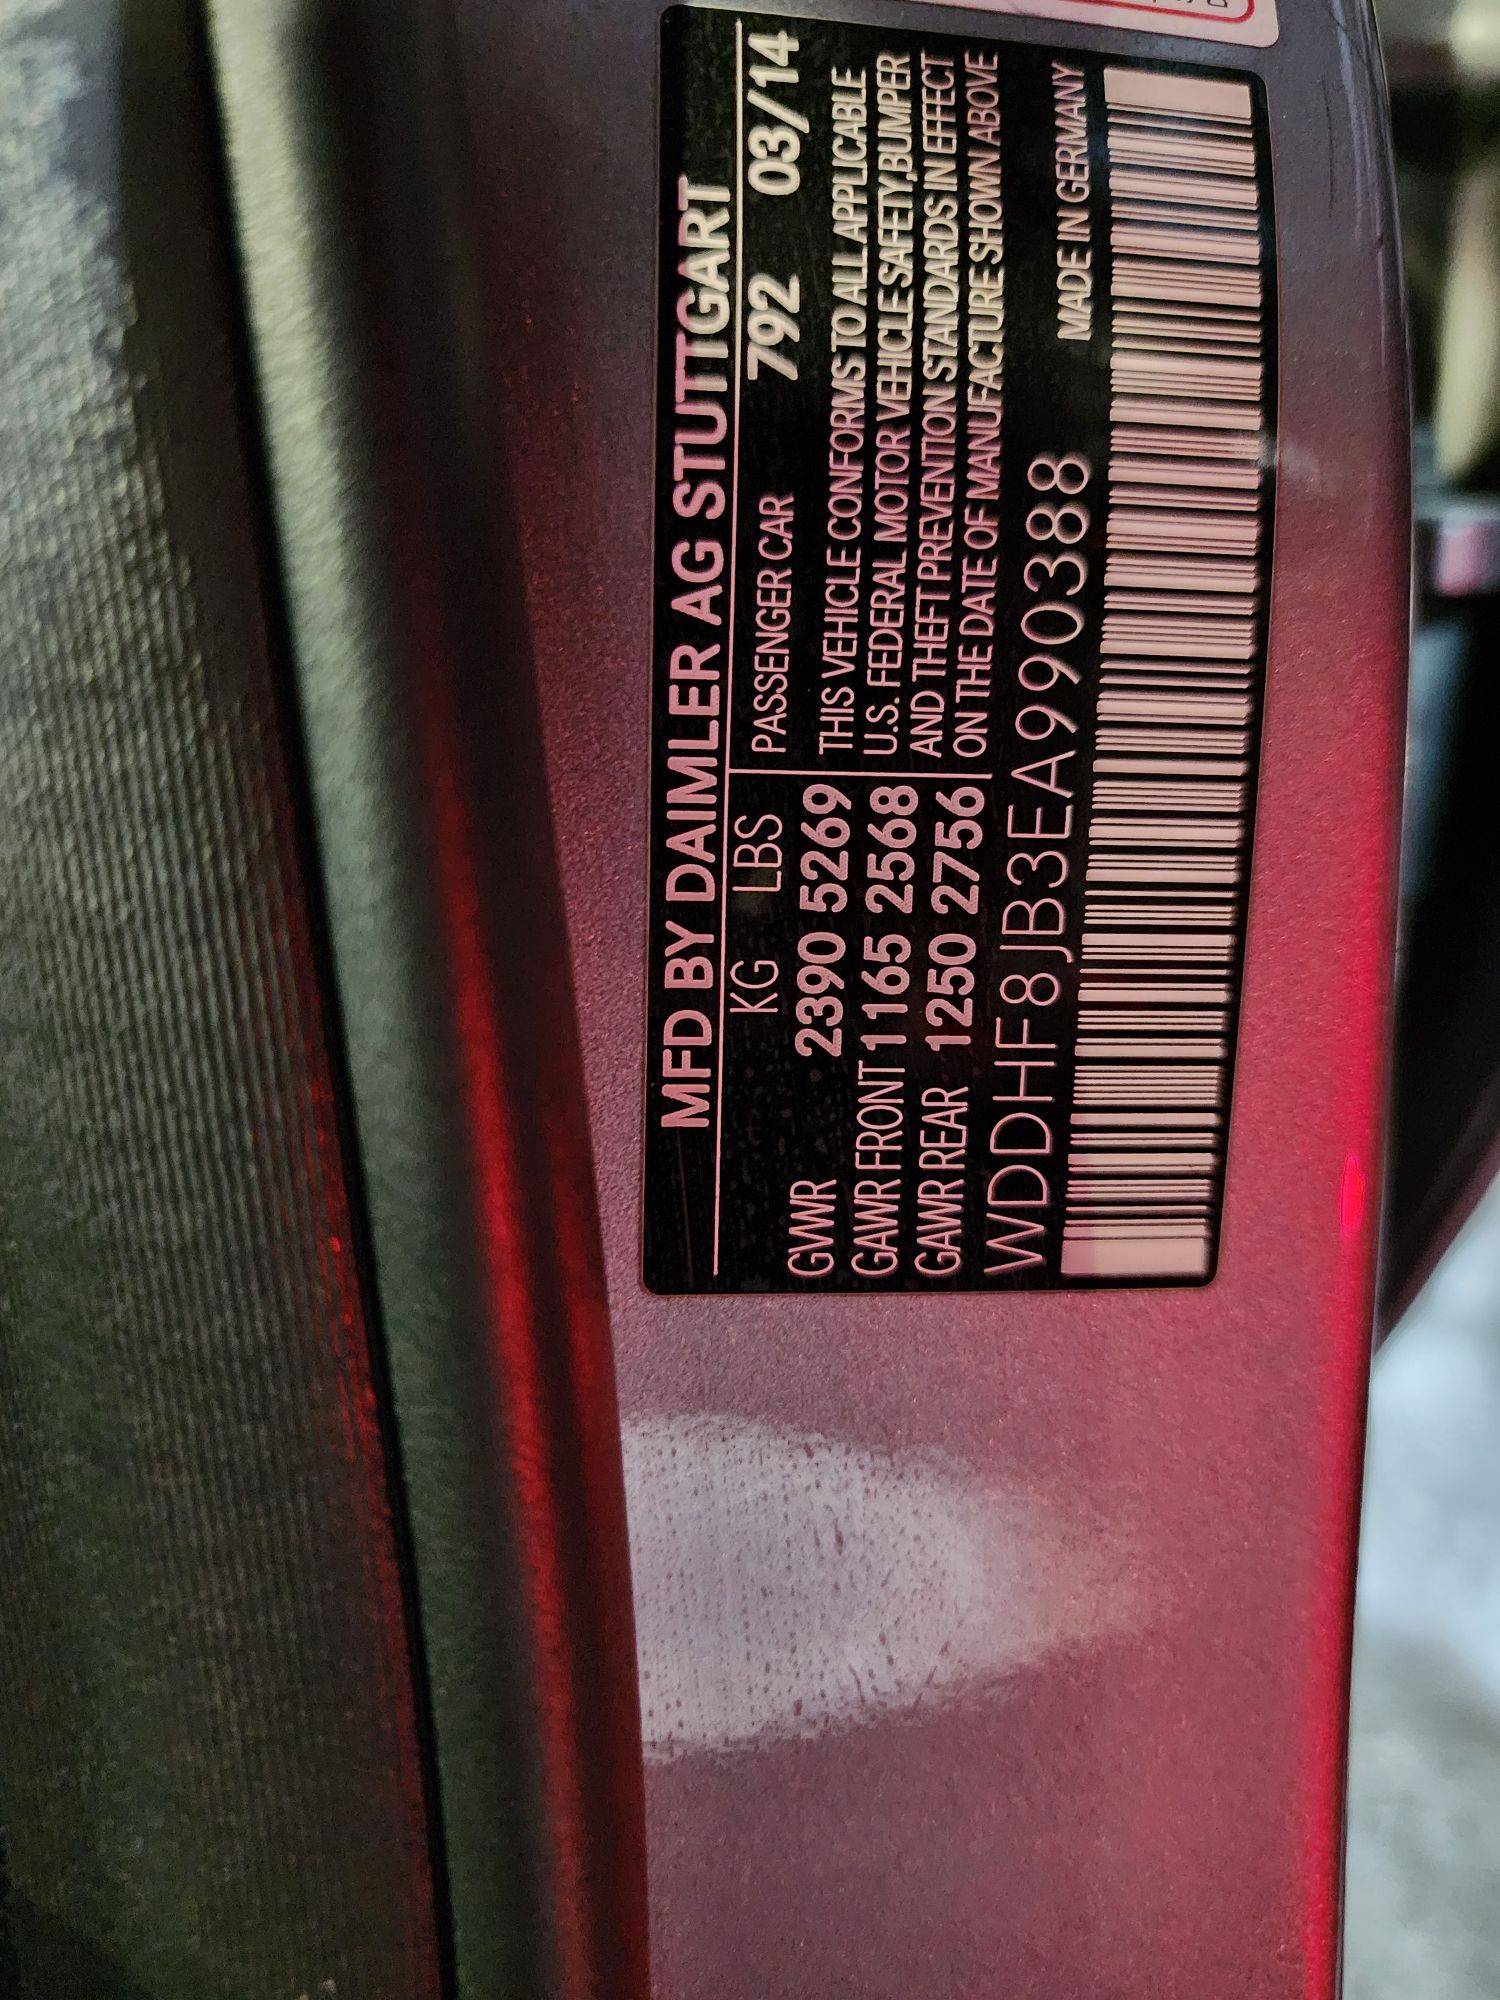 MFD BY DAIMLER AG STUTTGART
KG LBS PASSENGER CAR 792 03/14
GVWR 2390 5269 THIS VEHICLE CONFORMS TO ALL APPLICABLE
GAWR FRONT 1165 2568 U.S. FEDERAL MOTOR VEHICLE SAFETY,BUMPER
GAWR REAR 1250 2756 AND THEFT PREVENTION STANDARDS IN EFFECT
ON THE DATE OF MANUFACTURE SHOWN ABOVE
WDDHF8JB3EA990388 MADE IN GERMANY